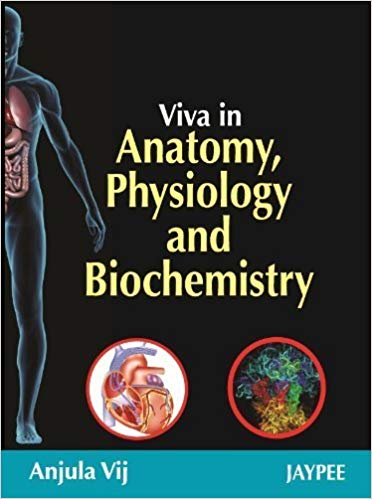 Viva in
Anatomy,
Physiology
and
Biochemistry
Anjula Vij
JAYPEE